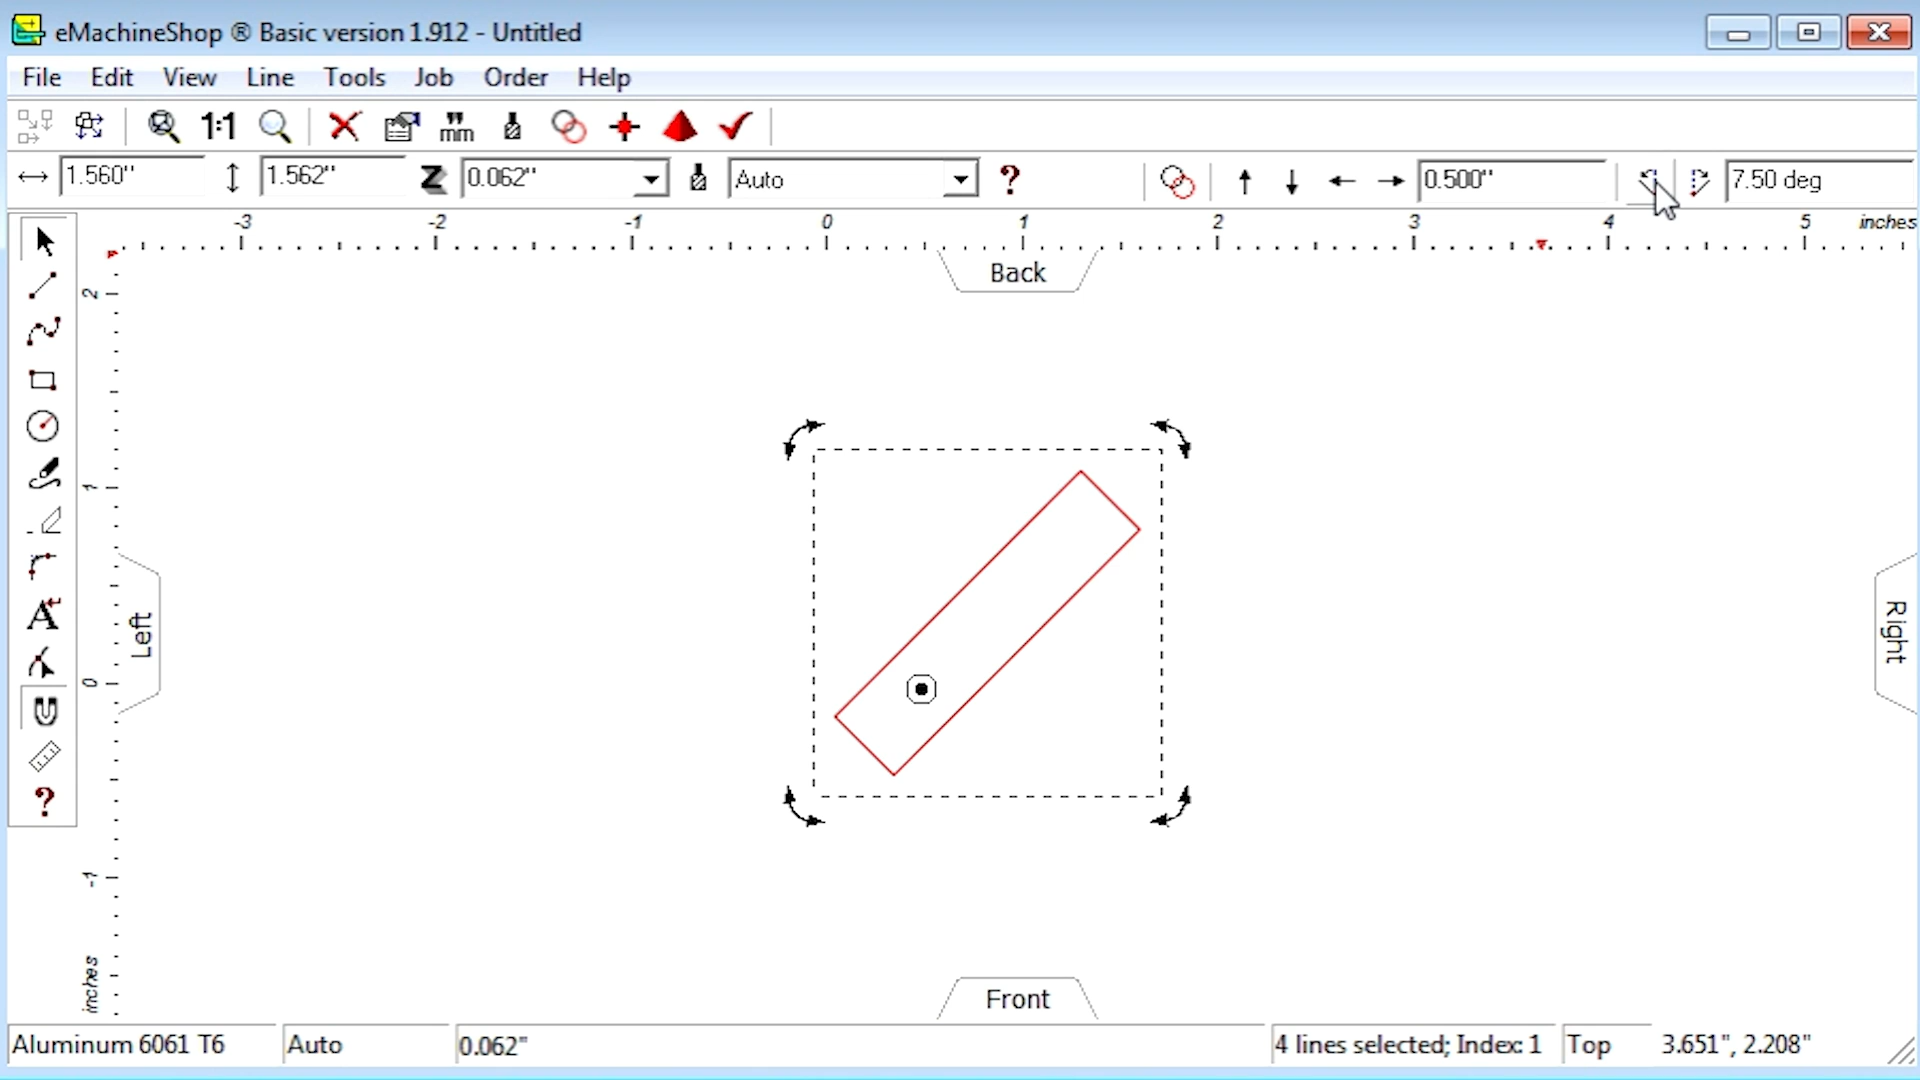 eMachineShop ® Basic version 1.912 - Untitled
File Edit View Line Tools Job Order Help
1:1 mm
1.560" 1.562" Z 0.062" Auto ? 0.500" 7.50 deg
-3 -2 -1 0 1 2 3 4 5 inches
Back
2
1
0
-1
inches
A
?
Left
Right
Front
Aluminum 6061 T6 Auto 0.062" 4 lines selected; Index: 1 Top 3.651", 2.208"